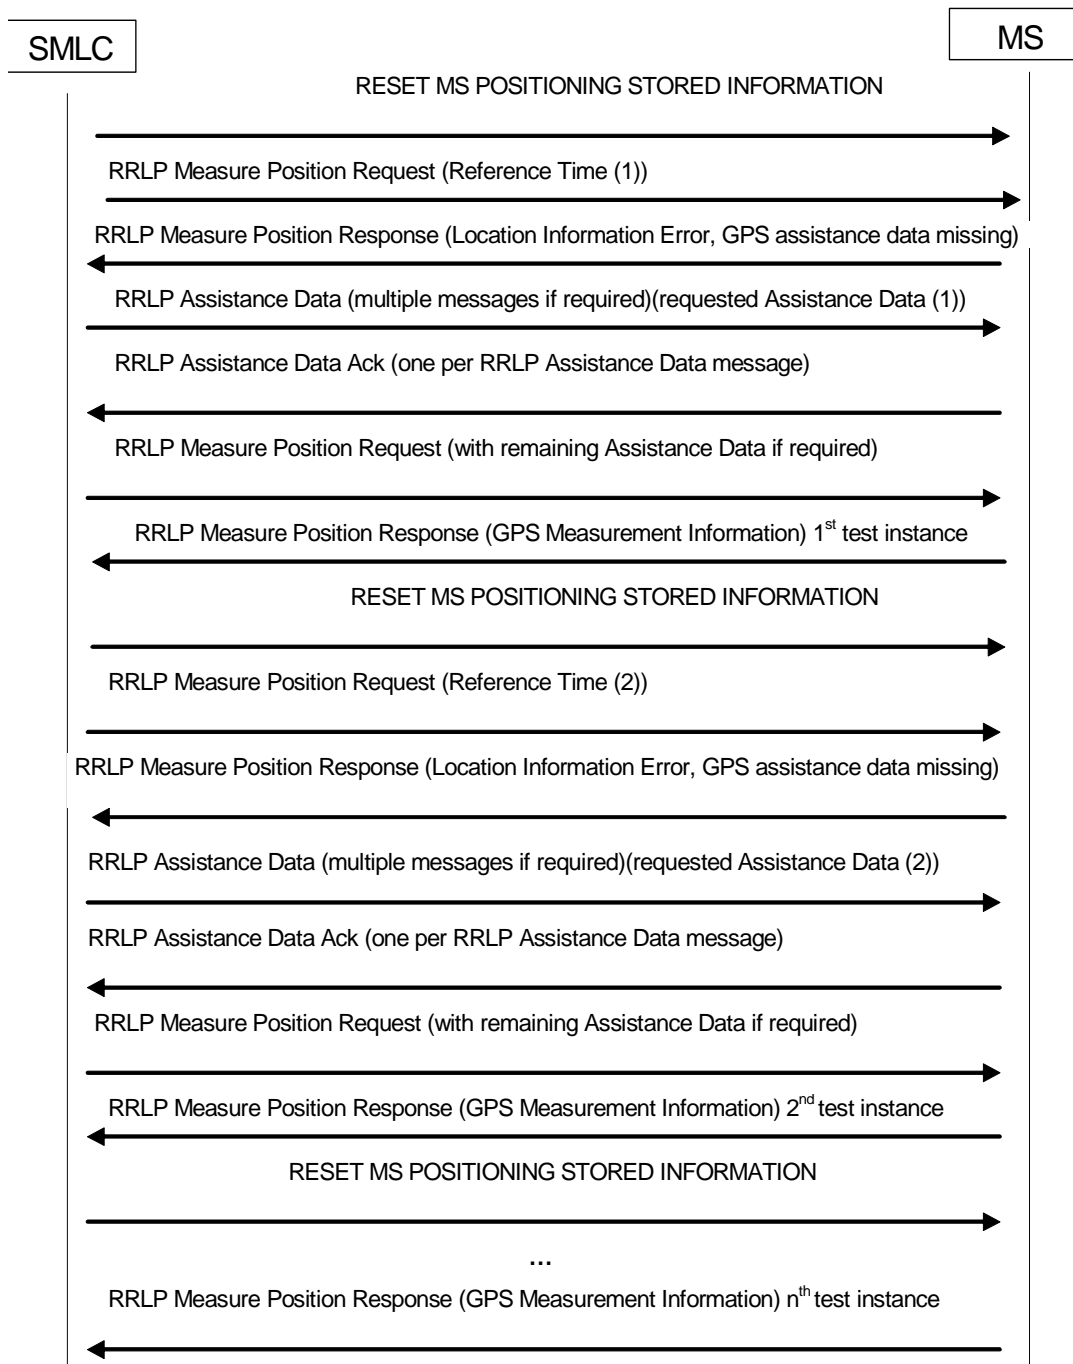 SMLC
MS
RESET MS POSITIONING STORED INFORMATION
RRLP Measure Position Request (Reference Time (1))
RRLP Measure Position Response (Location Information Error, GPS assistance data missing)
RRLP Assistance Data (multiple messages if required)(requested Assistance Data (1))
RRLP Assistance Data Ack (one per RRLP Assistance Data message)
RRLP Measure Position Request (with remaining Assistance Data if required)
RRLP Measure Position Response (GPS Measurement Information) 1st test instance
RESET MS POSITIONING STORED INFORMATION
RRLP Measure Position Request (Reference Time (2))
RRLP Measure Position Response (Location Information Error, GPS assistance data missing)
RRLP Assistance Data (multiple messages if required)(requested Assistance Data (2))
RRLP Assistance Data Ack (one per RRLP Assistance Data message)
RRLP Measure Position Request (with remaining Assistance Data if required)
RRLP Measure Position Response (GPS Measurement Information) 2nd test instance
RESET MS POSITIONING STORED INFORMATION
...
RRLP Measure Position Response (GPS Measurement Information) nth test instance